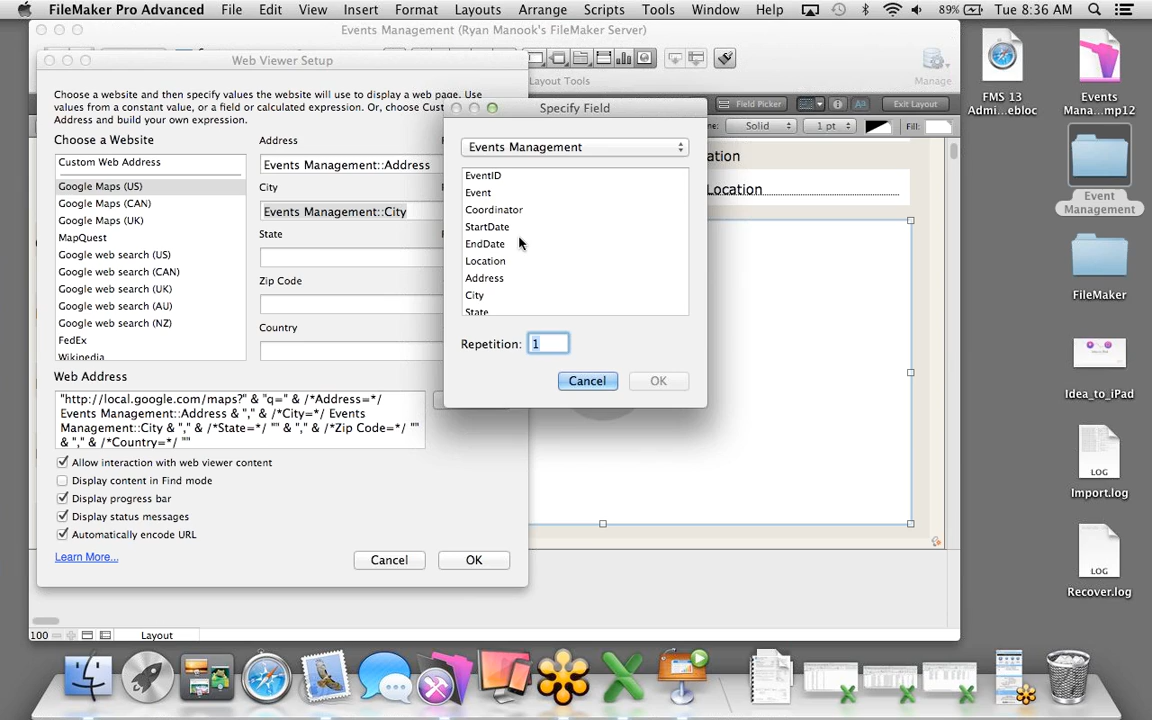 FileMaker Pro Advanced File Edit View Insert Format Layouts Arrange Scripts Tools Window Help 89% Tue 8:36 AM
Events Management (Ryan Manook's FileMaker Server)
Web Viewer Setup
Layout Tools
Manage
Choose a website and then specify values the website will use to display a web page. Use
values from a constant value, or a field or calculated expression. Or, choose Cust
Address and build your own expression.
Choose a Website
Custom Web Address
Google Maps (US)
Google Maps (CAN)
Google Maps (UK)
MapQuest
Google web search (US)
Google web search (CAN)
Google web search (UK)
Google web search (AU)
Google web search (NZ)
FedEx
Wikipedia
Address
Events Management::Address
City
Events Management::City
State
Zip Code
Country
Web Address
"http://local.google.com/maps?" & "q=" & /*Address=*/
Events Management::Address & "," & /*City=*/ Events
Management::City & "," & /*State=*/ "" & "," & /*Zip Code=*/ ""
& "," & /*Country=*/ ""
Allow interaction with web viewer content
Display content in Find mode
Display progress bar
Display status messages
Automatically encode URL
Learn More...
Cancel OK
Specify Field
Events Management
EventID
Event
Coordinator
StartDate
EndDate
Location
Address
City
State
Repetition: 1
Cancel OK
Field Picker Aa Exit Layout
ne: Solid 1 pt Fill:
ation
Location
100 Layout
FMS 13
Admi...ebloc
Events
Mana...mp12
Event
Management
FileMaker
Idea_to_iPad
LOG
Import.log
LOG
Recover.log